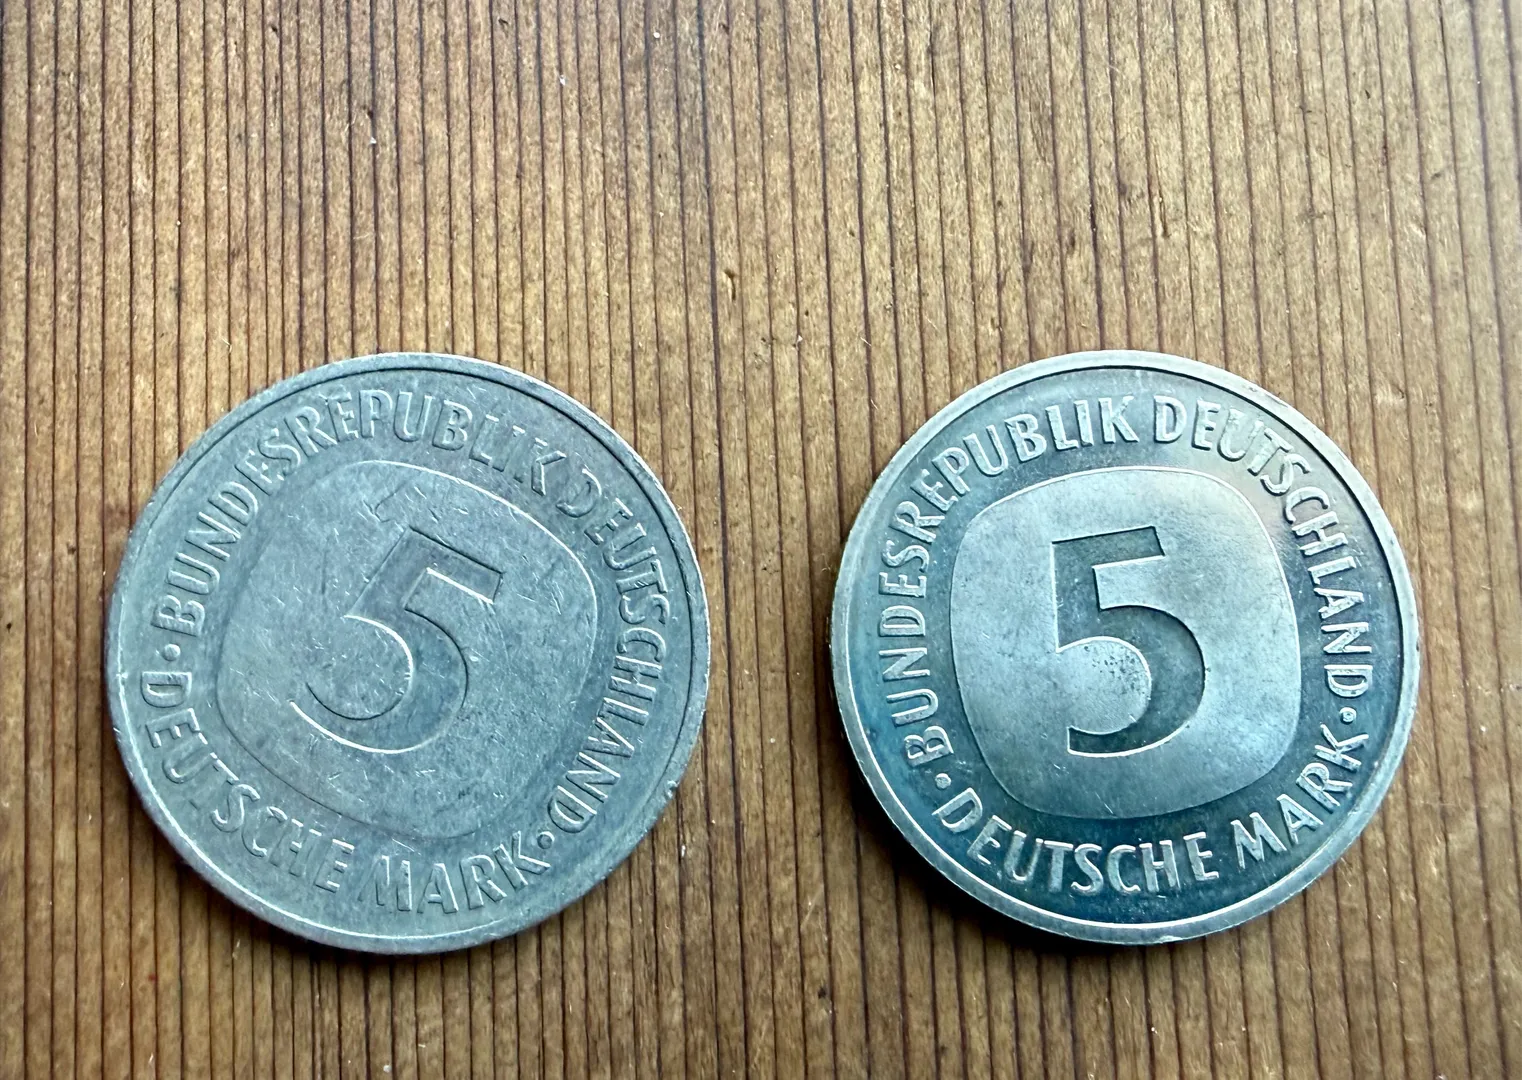 BUNDESREPUBLIK DEUTSCHLAND
5
DEUTSCHE MARK
BUNDESREPUBLIK DEUTSCHLAND
5
DEUTSCHE MARK